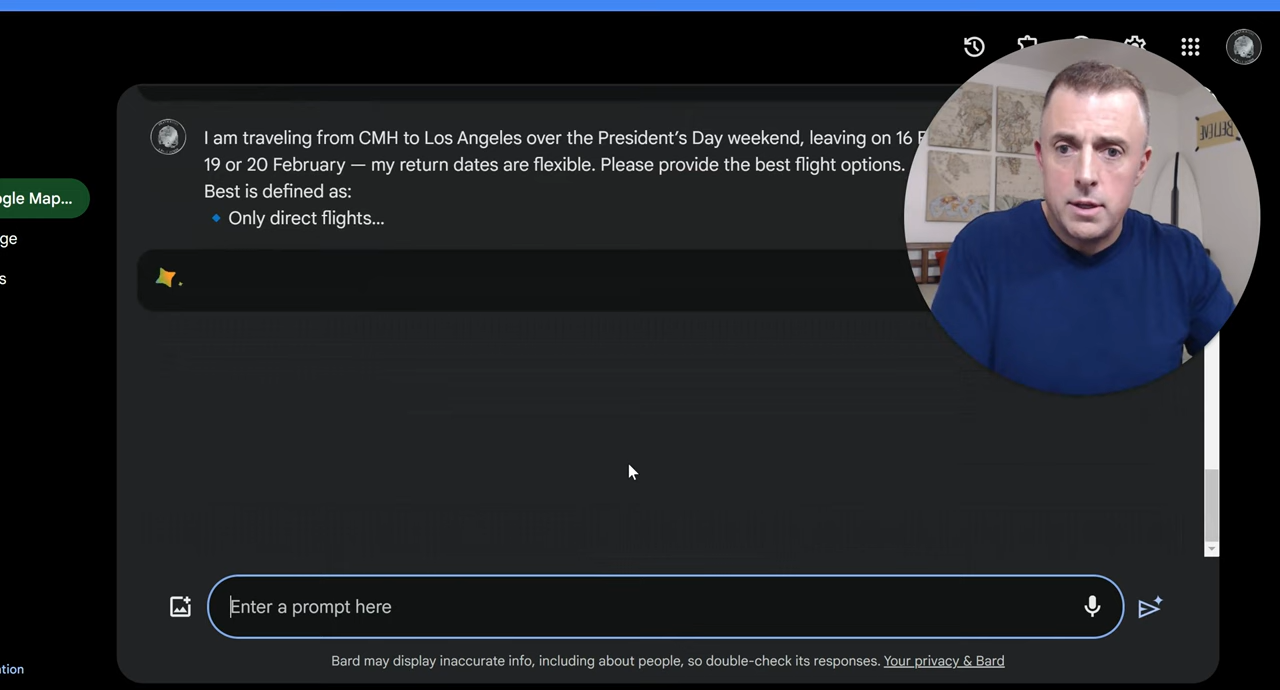 I am traveling from CMH to Los Angeles over the President's Day weekend, leaving on 16 F
19 or 20 February — my return dates are flexible. Please provide the best flight options.
Best is defined as:
Only direct flights...
ogle Map...
ge
s
BELIEVE
Enter a prompt here
Bard may display inaccurate info, including about people, so double-check its responses. Your privacy & Bard
ation